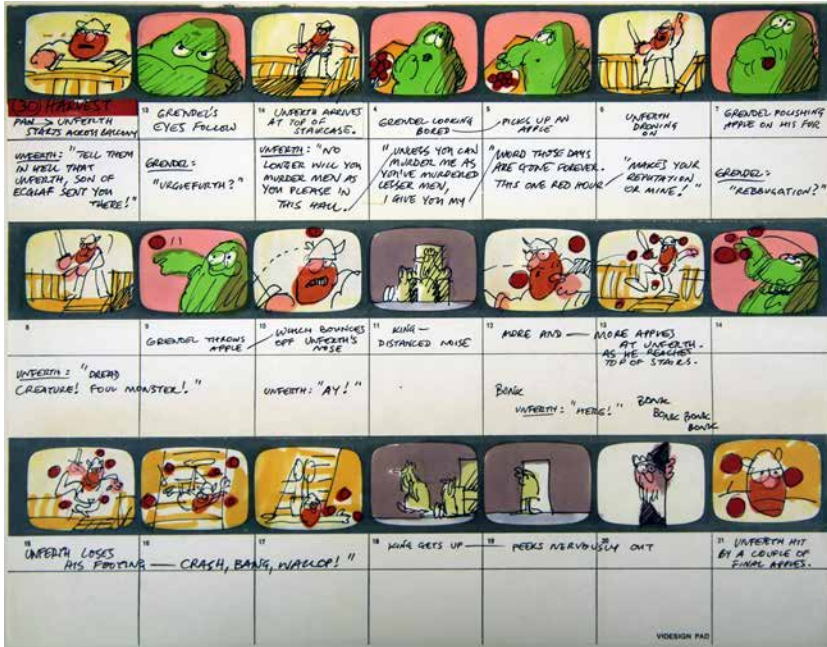 (30) HARVEST
PAN → UNFERTH
STARTS ACROSS BALCONY
13 GRENDEL'S
EYES FOLLOW
14 UNFERTH ARRIVES
AT TOP OF
STAIRCASE.
4
GRENDEL LOOKING
BORED
5
PICKS UP AN
APPLE
6
UNFERTH
DRONING
ON
7 GRENDEL POLISHING
APPLE ON HIS FUR
UNFERTH: "TELL THEM
IN HELL THAT
UNFERTH, SON OF
ECGLAF SENT YOU
THERE!"
GRENDEL:
"URGIEFURTH?"
UNFERTH: "NO
LONGER WILL YOU
MURDER MEN AS
YOU PLEASE IN
THIS HALL.
"UNLESS YOU CAN
MURDER ME AS
YOU'VE MURDERED
LESSER MEN,
I GIVE YOU MY
"WORD THOSE DAYS
ARE GONE FOREVER.
THIS ONE RED HOUR
"MAKES YOUR
REPUTATION
OR MINE!"
GRENDEL:
"REBBUGATION?"
8
9
GRENDEL THROWS
APPLE
10
WHICH BOUNCES
OFF UNFERTH'S
NOSE
11
KING —
DISTANCED NOISE
12
MORE AND
13
MORE APPLES
AT UNFERTH.
AS HE REACHES
TOP OF STAIRS.
14
UNFERTH: "DREAD
CREATURE! FOUL MONSTER!."
UNFERTH: "AY!"
BONK
UNFERTH: "HERE!"
BONK
BONK BONK
BONK
15
UNFERTH LOSES
HIS FOOTING
16
17
CRASH, BANG, WALLOP!"
18
KING GETS UP
19
PEEKS NERVOUSLY OUT
20
21 UNFERTH HIT
BY A COUPLE OF
FINAL APPLES.
VIDESIGN PAD